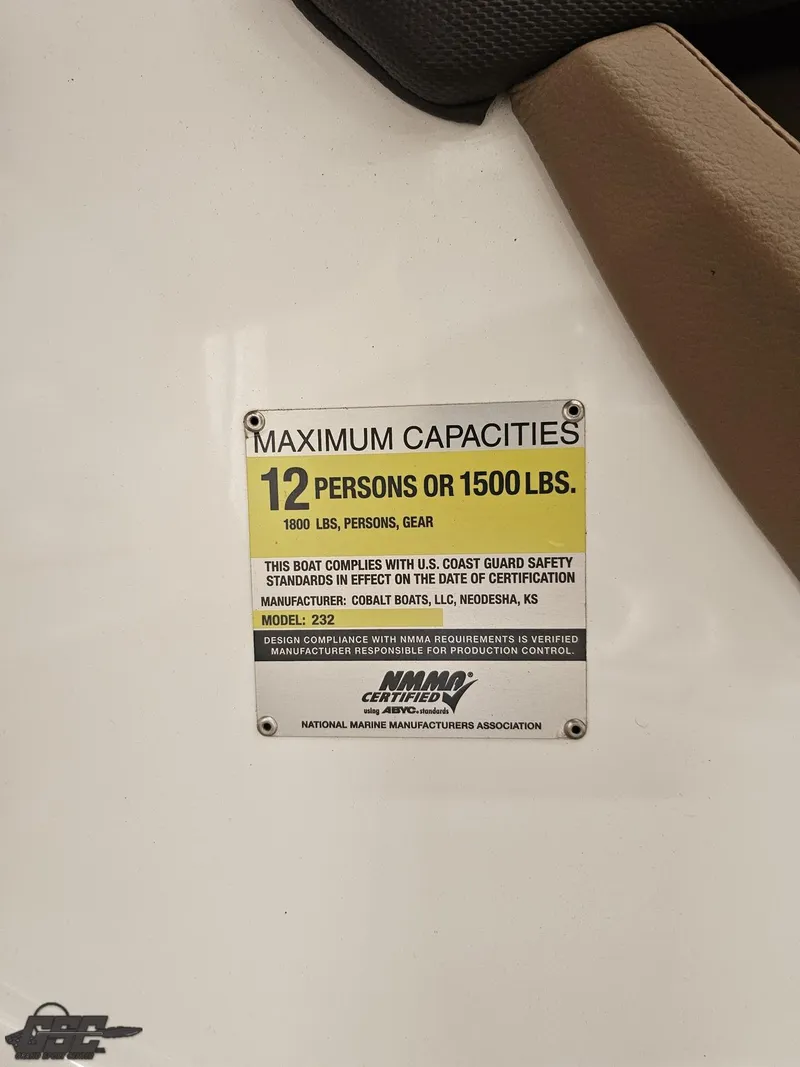 MAXIMUM CAPACITIES
12 PERSONS OR 1500 LBS.
1800 LBS, PERSONS, GEAR
THIS BOAT COMPLIES WITH U.S. COAST GUARD SAFETY
STANDARDS IN EFFECT ON THE DATE OF CERTIFICATION
MANUFACTURER: COBALT BOATS, LLC, NEODESHA, KS
MODEL: 232
DESIGN COMPLIANCE WITH NMMA REQUIREMENTS IS VERIFIED
MANUFACTURER RESPONSIBLE FOR PRODUCTION CONTROL.
NMMA®
CERTIFIED
using ABYC® standards
NATIONAL MARINE MANUFACTURERS ASSOCIATION
GSC